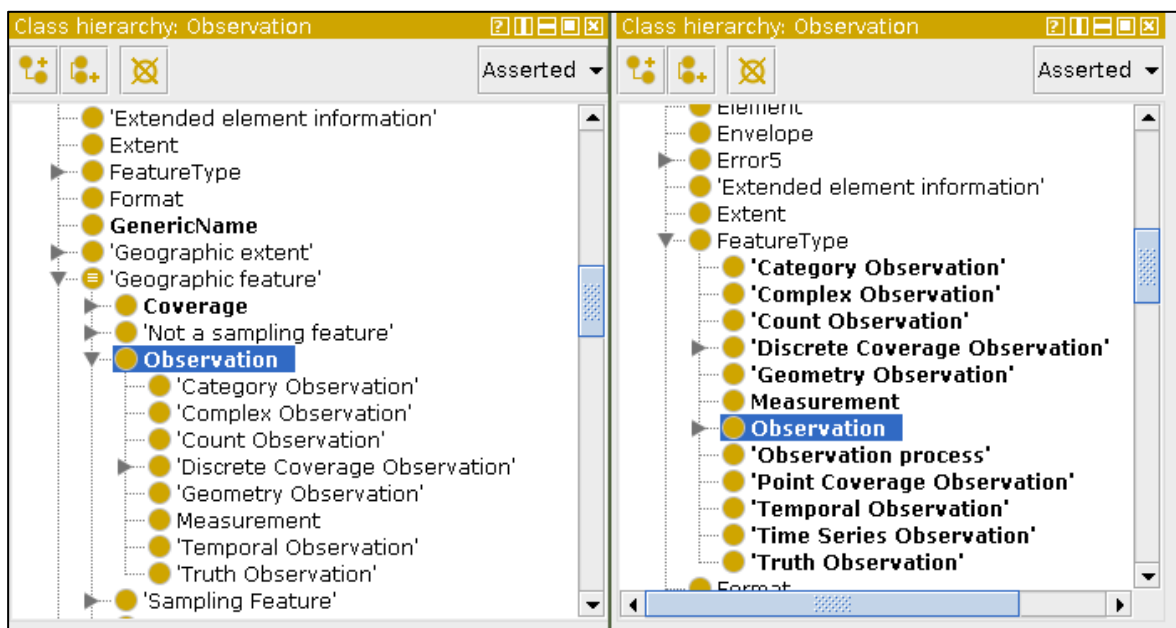 Class hierarchy: Observation
Asserted
'Extended element information'
Extent
FeatureType
Format
GenericName
'Geographic extent'
'Geographic feature'
Coverage
'Not a sampling feature'
Observation
'Category Observation'
'Complex Observation'
'Count Observation'
'Discrete Coverage Observation'
'Geometry Observation'
Measurement
'Temporal Observation'
'Truth Observation'
'Sampling Feature'
Class hierarchy: Observation
Asserted
Element
Envelope
Error5
'Extended element information'
Extent
FeatureType
'Category Observation'
'Complex Observation'
'Count Observation'
'Discrete Coverage Observation'
'Geometry Observation'
Measurement
Observation
'Observation process'
'Point Coverage Observation'
'Temporal Observation'
'Time Series Observation'
'Truth Observation'
Format